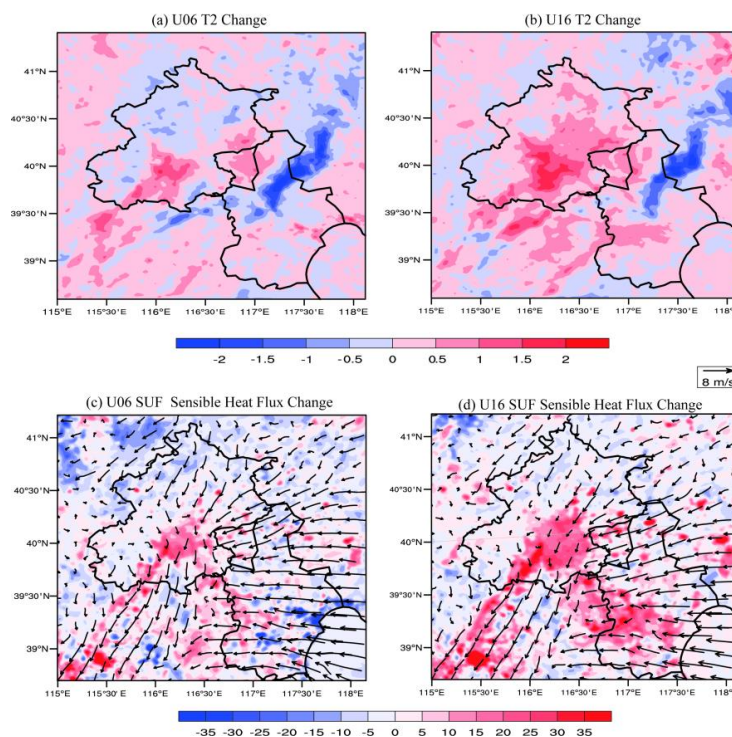 (a) U06 T2 Change
(b) U16 T2 Change
41°N
40°30'N
40°N
39°30'N
39°N
115°E 115°30'E 116°E 116°30'E 117°E 117°30'E 118°E
41°N
40°30'N
40°N
39°30'N
39°N
115°E 115°30'E 116°E 116°30'E 117°E 117°30'E 118°E
-2 -1.5 -1 -0.5 0 0.5 1 1.5 2
8 m/s
(c) U06 SUF Sensible Heat Flux Change
(d) U16 SUF Sensible Heat Flux Change
41°N
40°30'N
40°N
39°30'N
39°N
115°E 115°30'E 116°E 116°30'E 117°E 117°30'E 118°E
41°N
40°30'N
40°N
39°30'N
39°N
115°E 115°30'E 116°E 116°30'E 117°E 117°30'E 118°E
-35 -30 -25 -20 -15 -10 -5 0 5 10 15 20 25 30 35